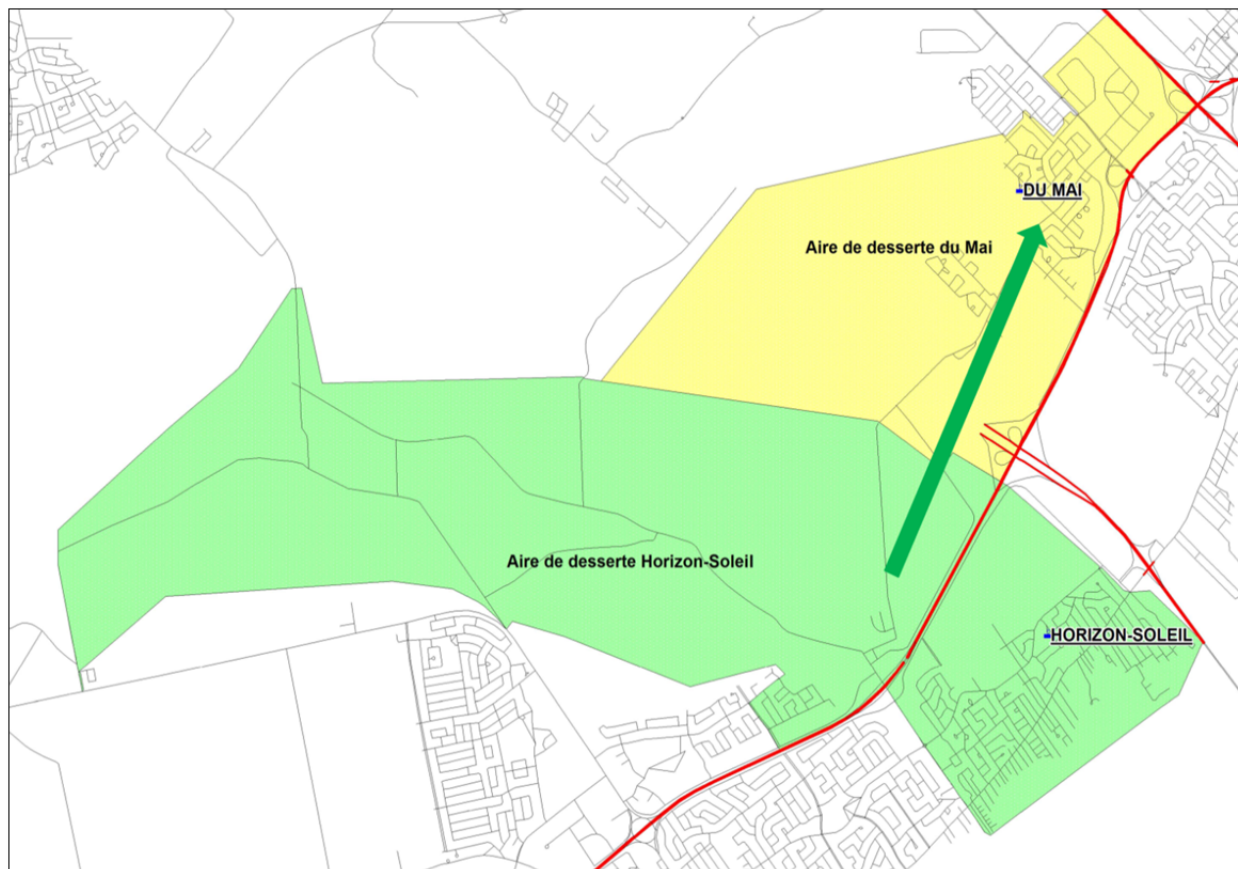 DU MAI
Aire de desserte du Mai
Aire de desserte Horizon-Soleil
HORIZON-SOLEIL